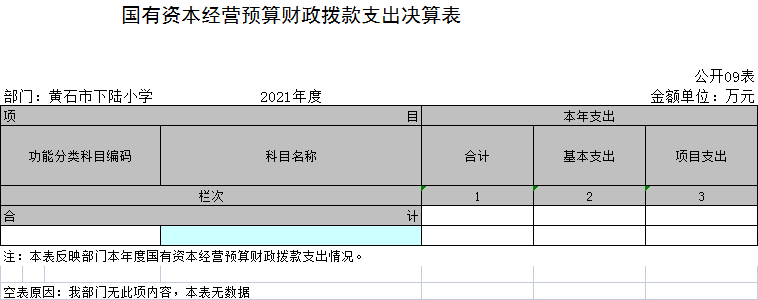 国有资本经营预算财政拨款支出决算表
公开09表
部门：黄石市下陆小学 2021年度 金额单位：万元
项 目 本年支出
功能分类科目编码 科目名称 合计 基本支出 项目支出
栏次 1 2 3
合 计
注：本表反映部门本年度国有资本经营预算财政拨款支出情况。
空表原因：我部门无此项内容，本表无数据